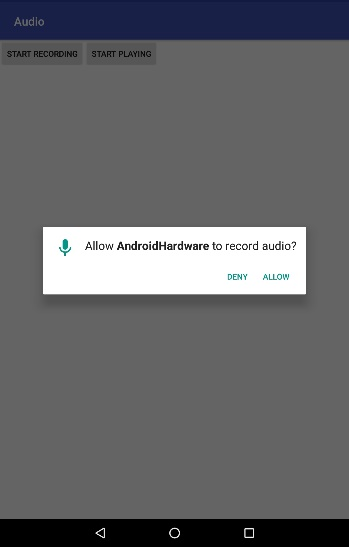 Audio
START RECORDING START PLAYING
Allow AndroidHardware to record audio?
DENY ALLOW